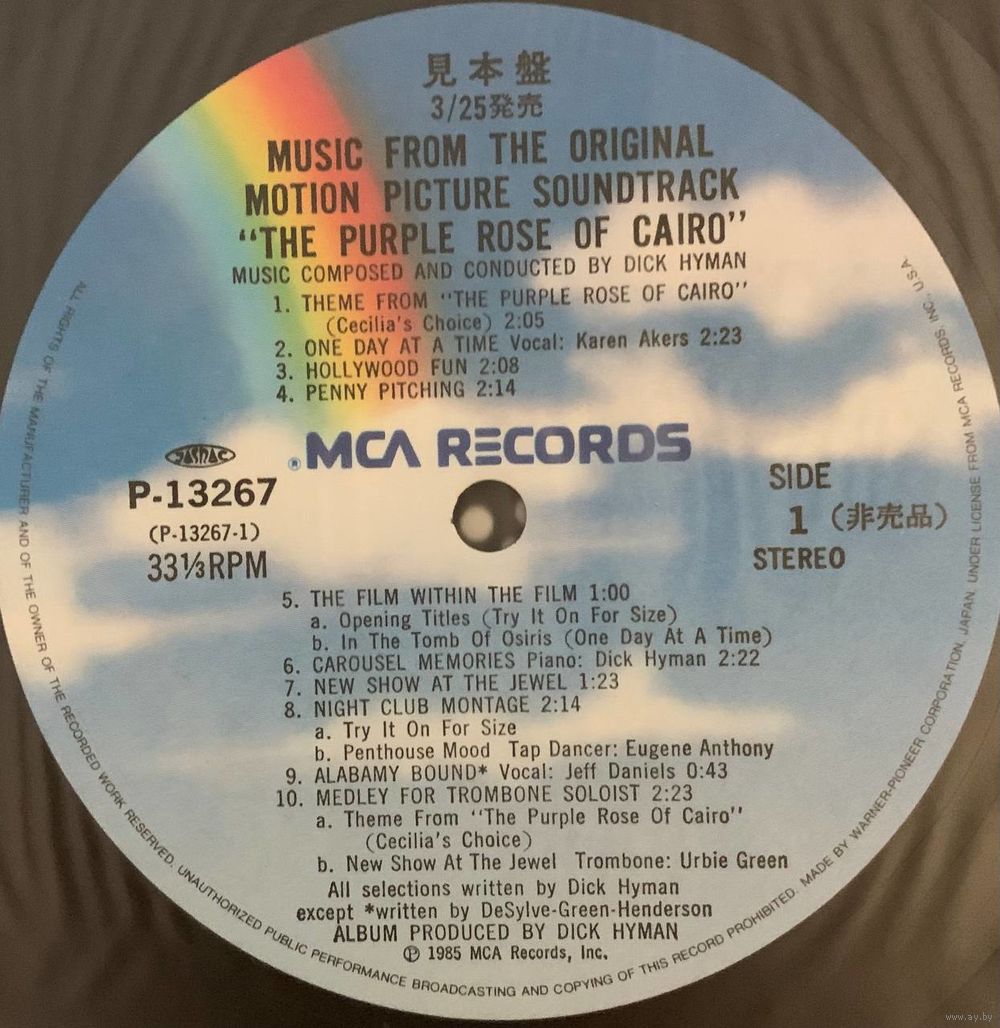 見本盤
3/25発売
MUSIC FROM THE ORIGINAL
MOTION PICTURE SOUNDTRACK
"THE PURPLE ROSE OF CAIRO"
MUSIC COMPOSED AND CONDUCTED BY DICK HYMAN
1. THEME FROM "THE PURPLE ROSE OF CAIRO"
(Cecilia's Choice) 2:05
2. ONE DAY AT A TIME Vocal: Karen Akers 2:23
3. HOLLYWOOD FUN 2:08
4. PENNY PITCHING 2:14
® MCA RECORDS
JASRAC
P-13267
(P-13267-1)
33⅓RPM
SIDE
1 (非売品)
STEREO
5. THE FILM WITHIN THE FILM 1:00
a. Opening Titles (Try It On For Size)
b. In The Tomb Of Osiris (One Day At A Time)
6. CAROUSEL MEMORIES Piano: Dick Hyman 2:22
7. NEW SHOW AT THE JEWEL 1:23
8. NIGHT CLUB MONTAGE 2:14
a. Try It On For Size
b. Penthouse Mood Tap Dancer: Eugene Anthony
9. ALABAMY BOUND* Vocal: Jeff Daniels 0:43
10. MEDLEY FOR TROMBONE SOLOIST 2:23
a. Theme From "The Purple Rose Of Cairo"
(Cecilia's Choice)
b. New Show At The Jewel Trombone: Urbie Green
All selections written by Dick Hyman
except *written by DeSylve-Green-Henderson
ALBUM PRODUCED BY DICK HYMAN
℗ 1985 MCA Records, Inc.
ALL RIGHTS OF THE MANUFACTURER AND OF THE OWNER OF THE RECORDED WORK RESERVED. UNAUTHORIZED PUBLIC PERFORMANCE BROADCASTING AND COPYING OF THIS RECORD PROHIBITED. MADE BY WARNER-PIONEER CORPORATION, JAPAN. UNDER LICENSE FROM MCA RECORDS, INC., U.S.A.
www.ay.by